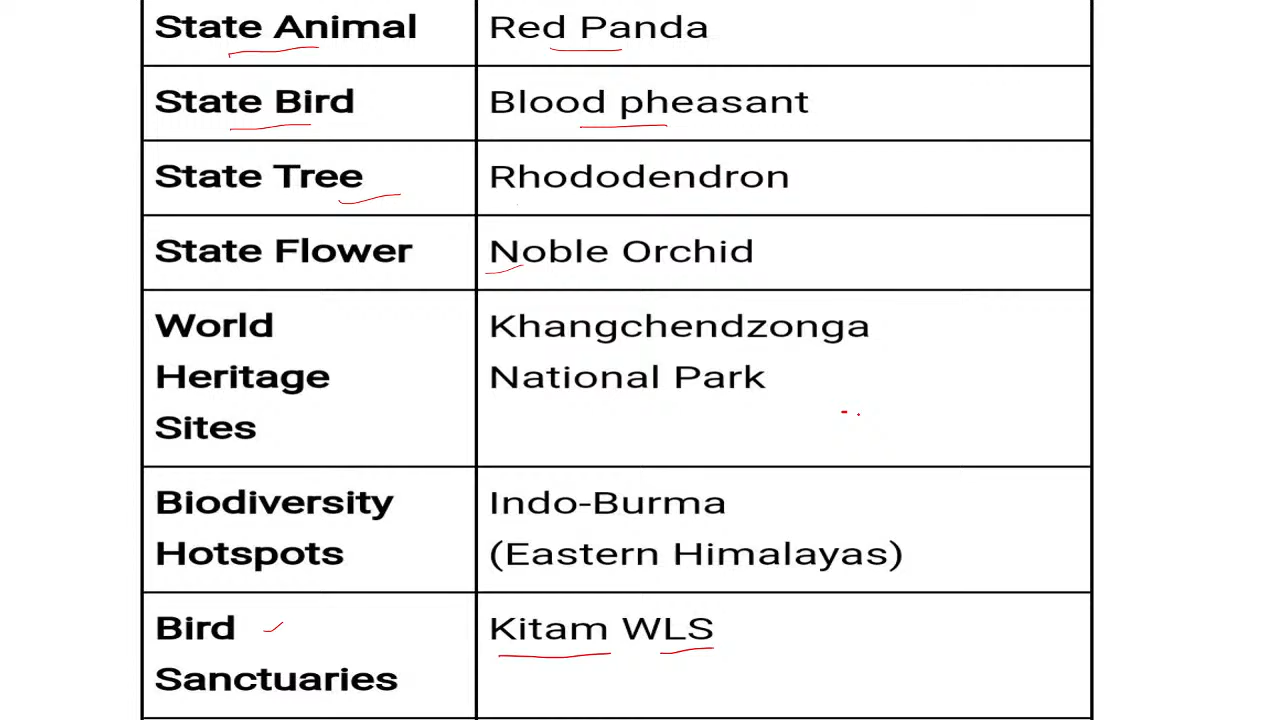 State Animal Red Panda
State Bird Blood pheasant
State Tree Rhododendron
State Flower Noble Orchid
World Khangchendzonga
Heritage National Park
Sites
Biodiversity Indo-Burma
Hotspots (Eastern Himalayas)
Bird Kitam WLS
Sanctuaries